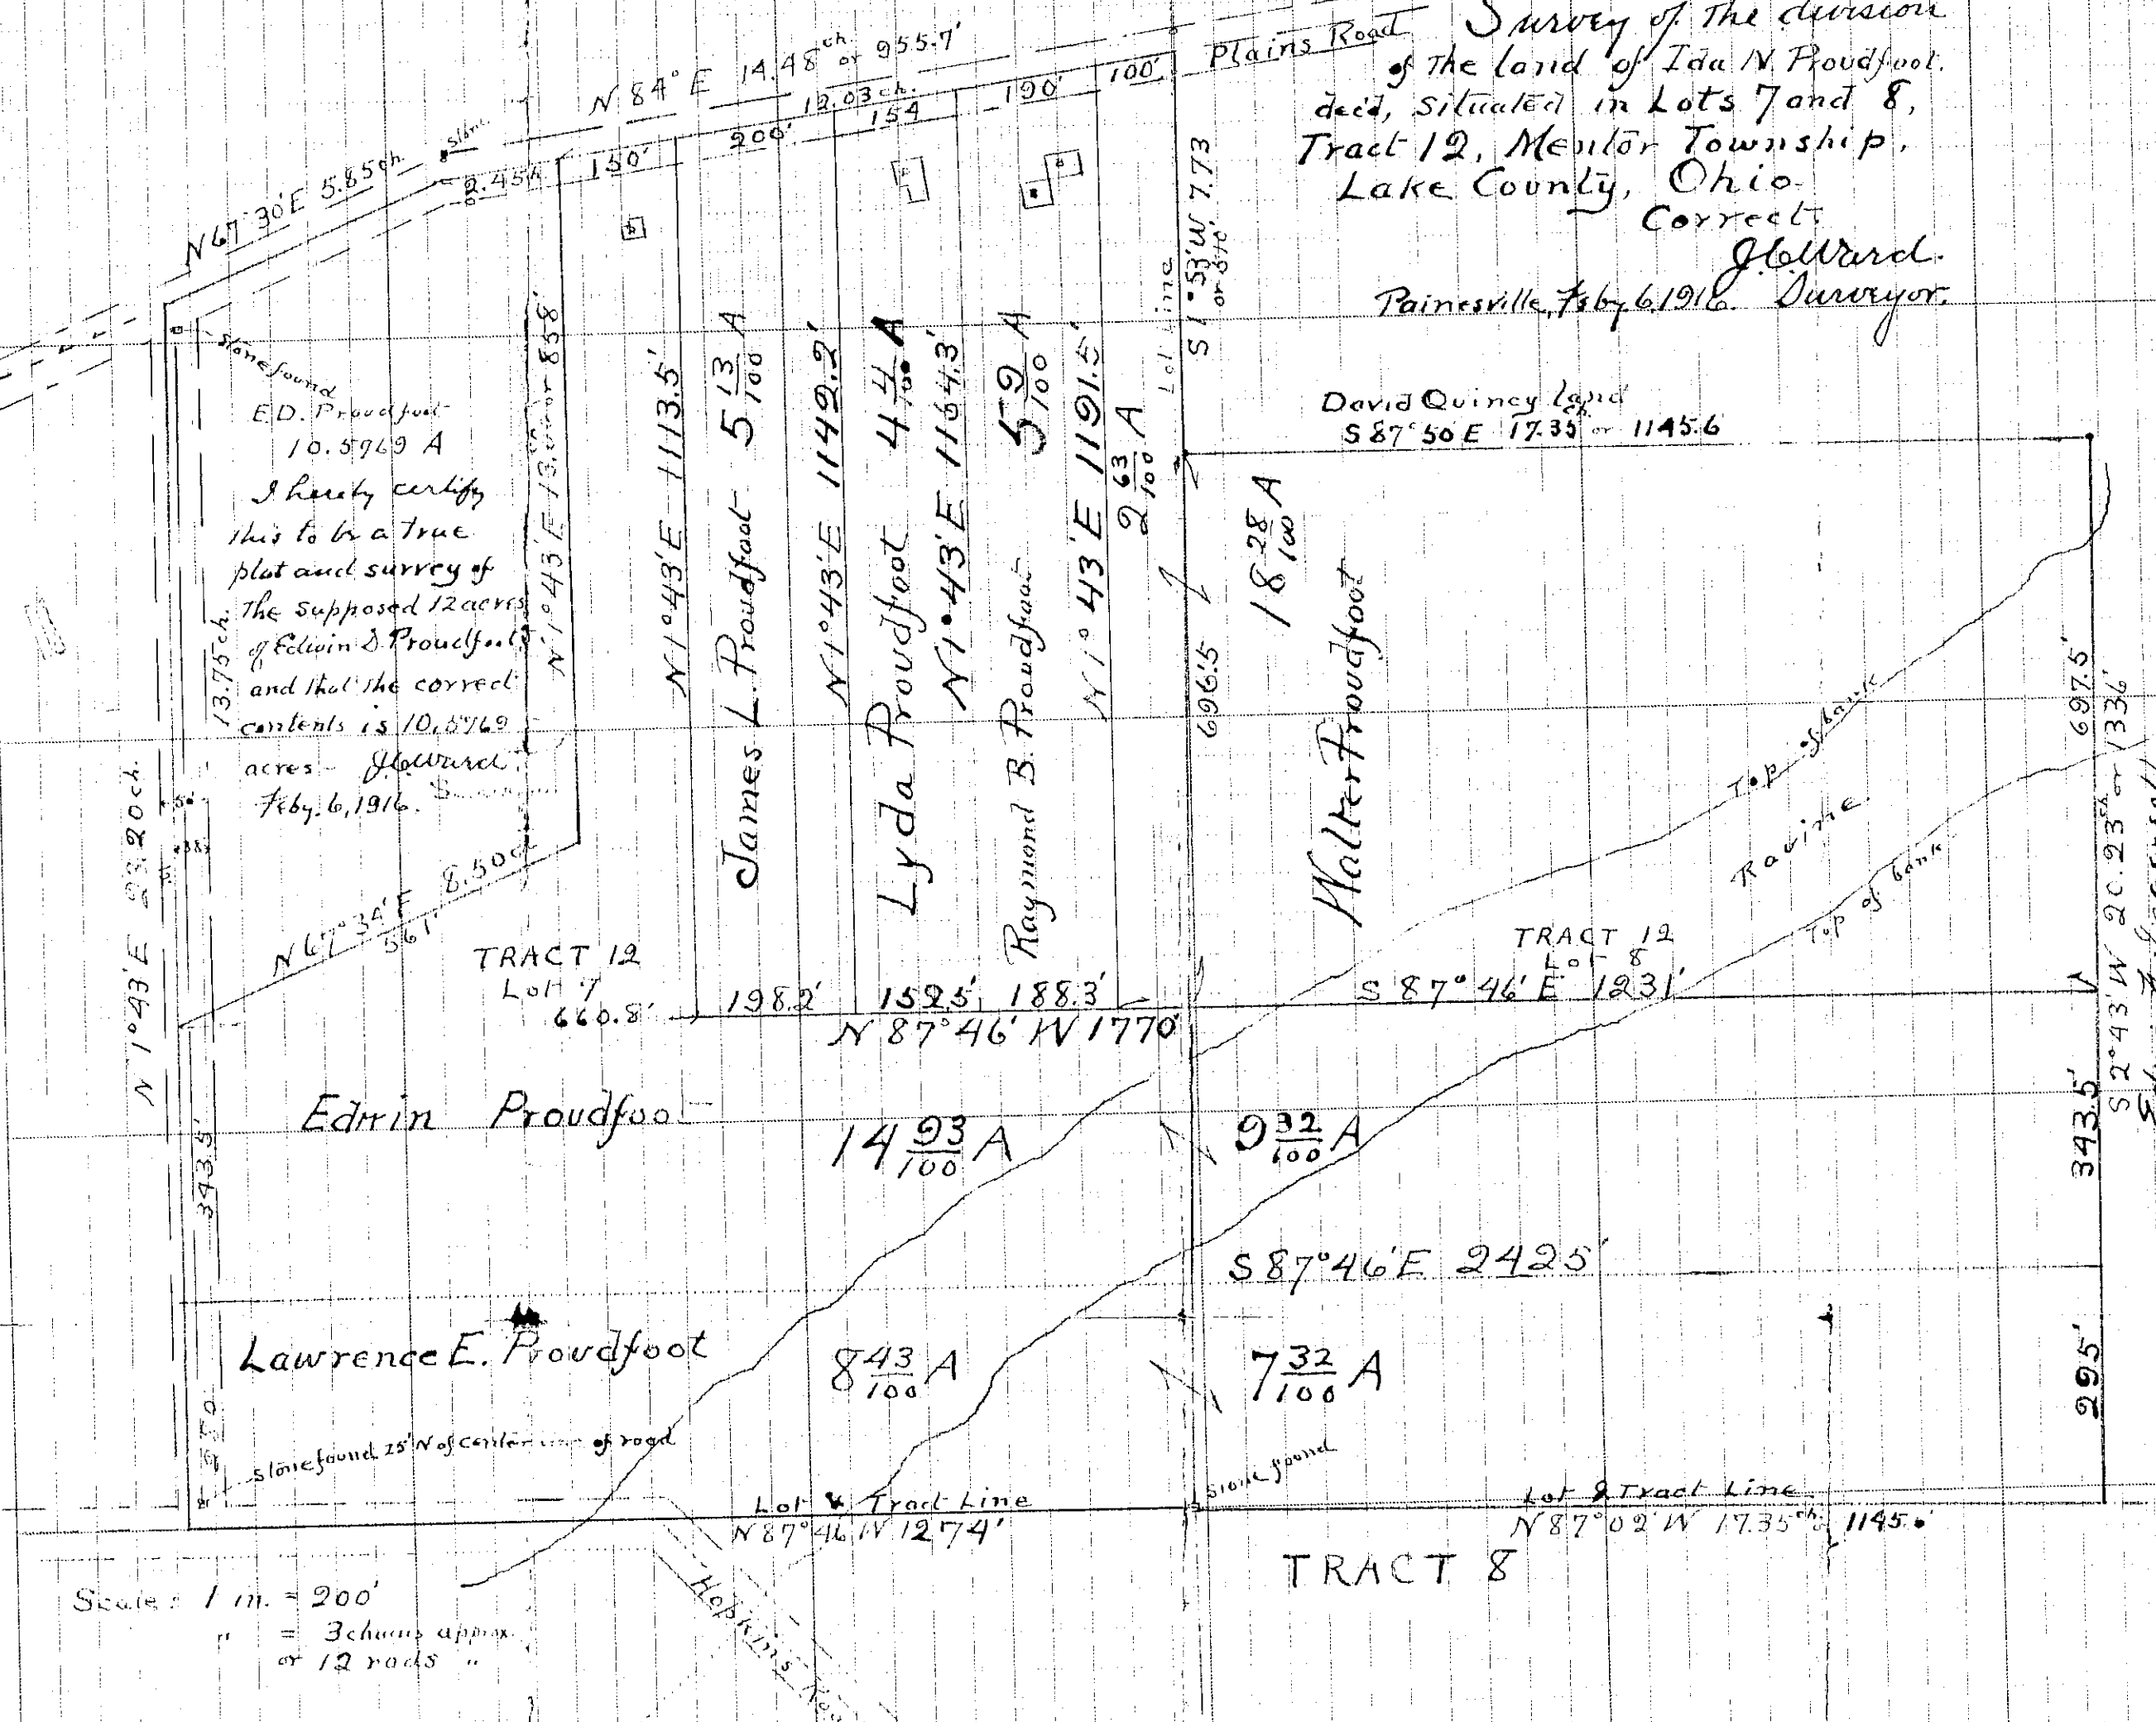 Survey of the division
of the land of Ida N. Proudfoot.
dec'd, situated in Lots 7 and 8,
Tract 12, Mentor Township,
Lake County, Ohio
Correct.
J.C. Ward.
Painesville, Feby. 6. 1916. Surveyor.
Plains Road
N 84° E 14.48 ch. or 955.7'
12.03 ch.
N 67° 30' E 5.85 ch.
stone
2.45
150'
200'
154
190'
100'
S 1° 53' W 7.73
or 510'
Lot Line
stone found
E.D. Proudfoot
10.5769 A
I hereby certify
this to be a true
plot and survey of
The supposed 12 acres
of Edwin D. Proudfoot,
and that the correct
contents is 10.5769
acres - J.C. Ward.
Feby. 6, 1916.
13.75 ch.
N 1° 43' E 13.00 or 858'
N 1° 43' E 1113.5'
James L. Proudfoot 5 13/100 A
N 1° 43' E 1142.2'
Lyda Proudfoot 4 4/100 A
N 1° 43' E 1164.3'
Raymond B. Proudfoot 5 9/100 A
N 1° 43' E 1191.5'
2 63/100 A
David Quincy land
S 87° 50' E 17.35 ch. or 1145.6
18 28/100 A
Walter Proudfoot
696.5
697.5'
S 2° 43' W 20.23 ch. or 1336'
Top of bank
Ravine
Top of bank
N 1° 43' E 23.20 ch.
N 67° 34' E 8.50 ch
561'
TRACT 12
Lot 7
660.8'
198.2'
152.5'
188.3'
N 87° 46' W 1770'
TRACT 12
Lot 8
S 87° 46' E 1231'
343.5'
Edwin Proudfoot
14 93/100 A
9 32/100 A
343.5'
S 87° 46' E 2425'
Lawrence E. Proudfoot
8 43/100 A
7 32/100 A
295'
stone found 25' N of center of road
stone found
Lot & Tract Line
N 87° 46' W 1274'
Lot & Tract Line
N 87° 02' W 17.35 ch. 1145.
TRACT 8
Scale: 1 in. = 200'
" = 3 chains approx.
or 12 rods "
Hopkins